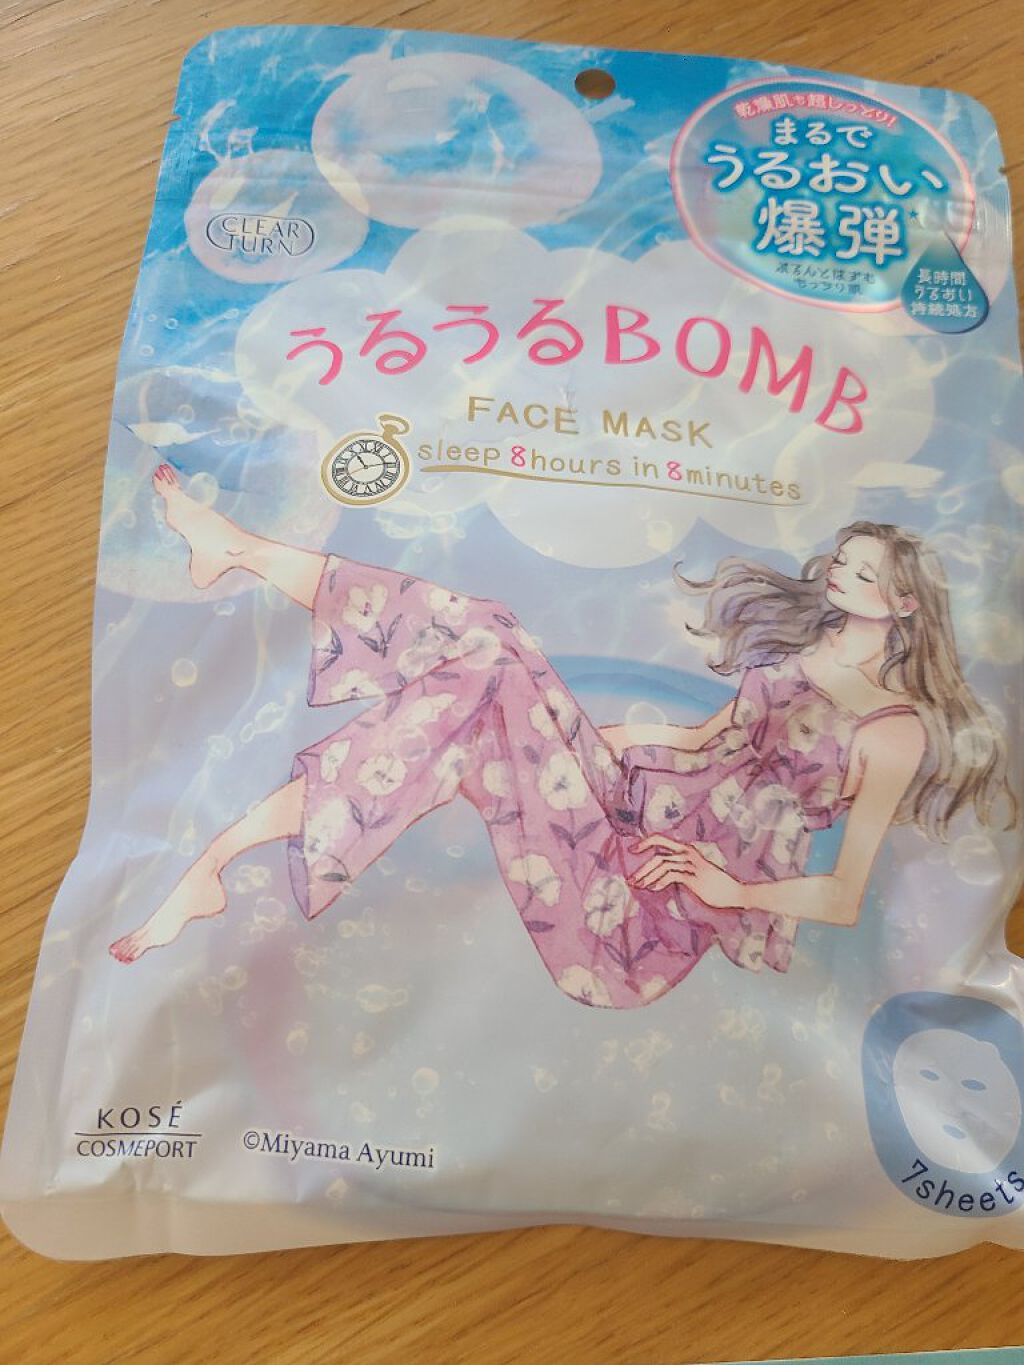 乾燥肌も超しっとり!
まるで
うるおい
爆弾
ぷるんとはずむ
もっちり肌
長時間
うるおい
持続処方
CLEAR
TURN
うるうるBOMB
FACE MASK
sleep 8hours in 8minutes
KOSÉ
COSMEPORT
©Miyama Ayumi
7sheets